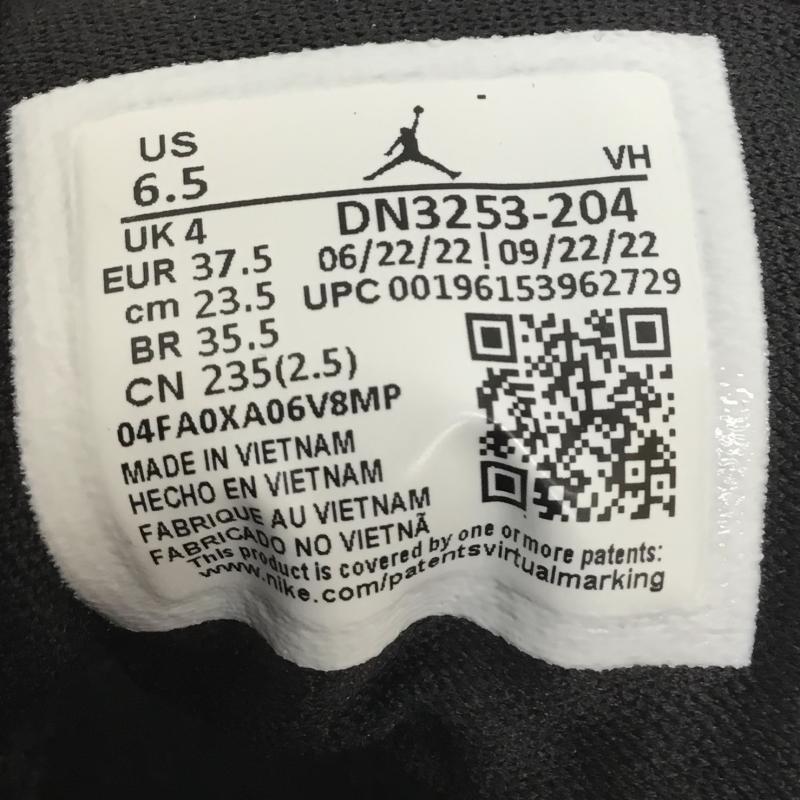 US
6.5
VH
UK 4
DN3253-204
EUR 37.5
06/22/22 | 09/22/22
cm 23.5
UPC 00196153962729
BR 35.5
CN 235(2.5)
04FA0XA06V8MP
MADE IN VIETNAM
HECHO EN VIETNAM
FABRIQUE AU VIETNAM
FABRICADO NO VIETNÃ
This product is covered by one or more patents:
www.nike.com/patentsvirtualmarking